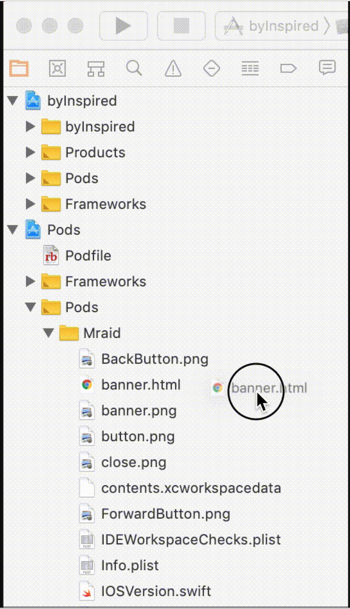 byInspired
byInspired
byInspired
Products
Pods
Frameworks
Pods
rb Podfile
Frameworks
Pods
Mraid
BackButton.png
banner.html banner.html
banner.png
button.png
close.png
contents.xcworkspacedata
ForwardButton.png
IDEWorkspaceChecks.plist
Info.plist
IOSVersion.swift